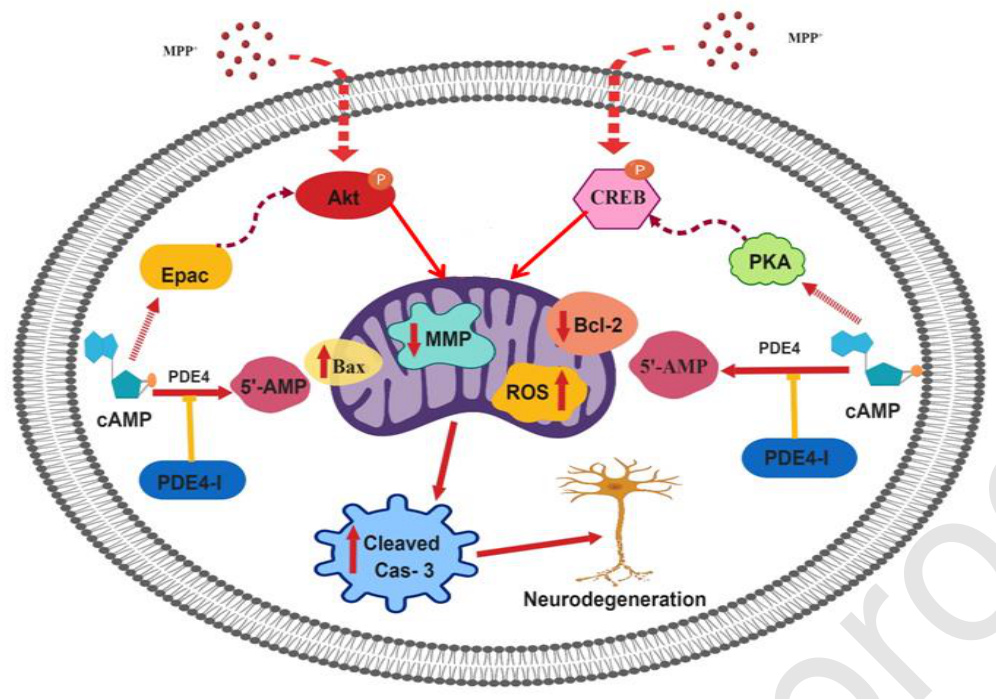 MPP+
MPP+
P
Akt
P
CREB
Epac
PKA
MMP
Bcl-2
Bax
ROS
PDE4
5'-AMP
cAMP
PDE4-I
PDE4
5'-AMP
cAMP
PDE4-I
Cleaved
Cas- 3
Neurodegeneration